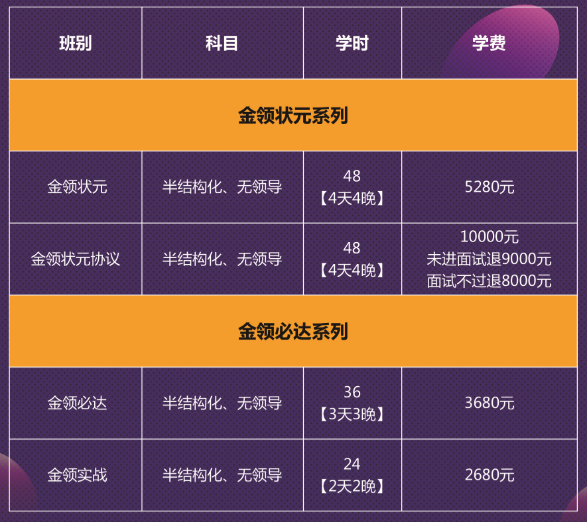 班别 科目 学时 学费
金领状元系列
金领状元 半结构化、无领导 48 5280元
【4天4晚】
金领状元协议 半结构化、无领导 48 10000元
【4天4晚】 未进面试退9000元
面试不过退8000元
金领必达系列
金领必达 半结构化、无领导 36 3680元
【3天3晚】
金领实战 半结构化、无领导 24 2680元
【2天2晚】